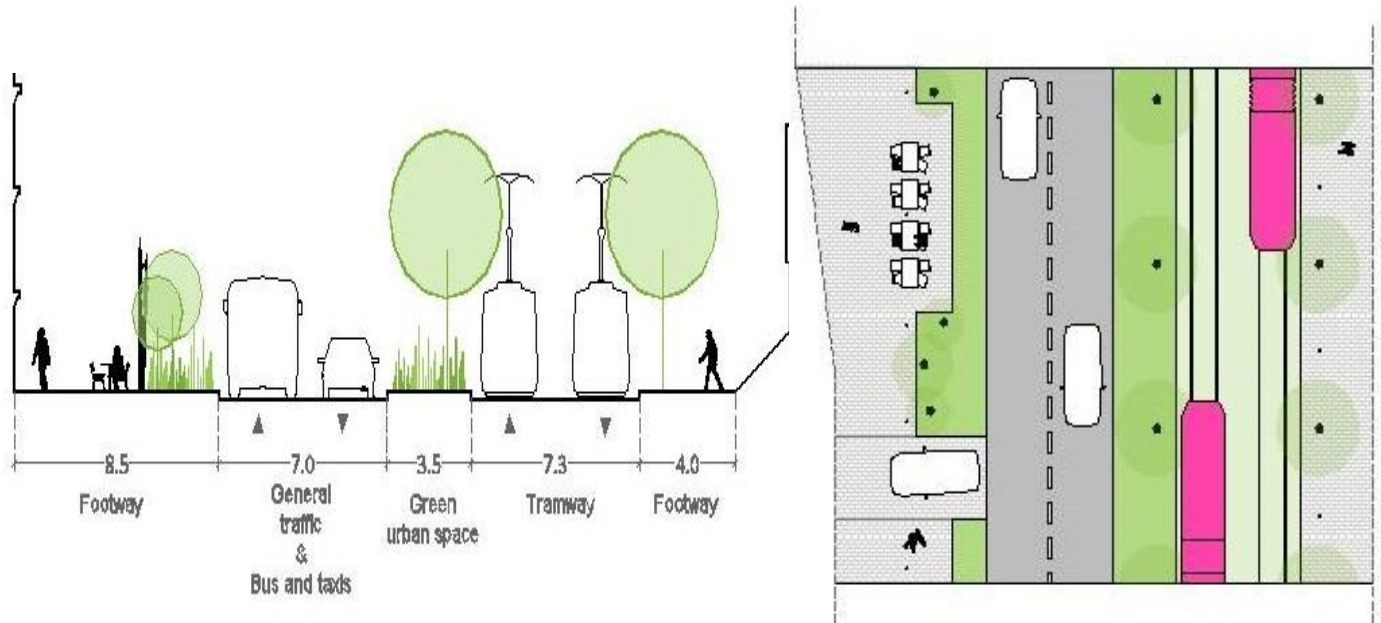 8.5
7.0
3.5
7.3
4.0
Footway
General
traffic
&
Bus and taxis
Green
urban space
Tramway
Footway